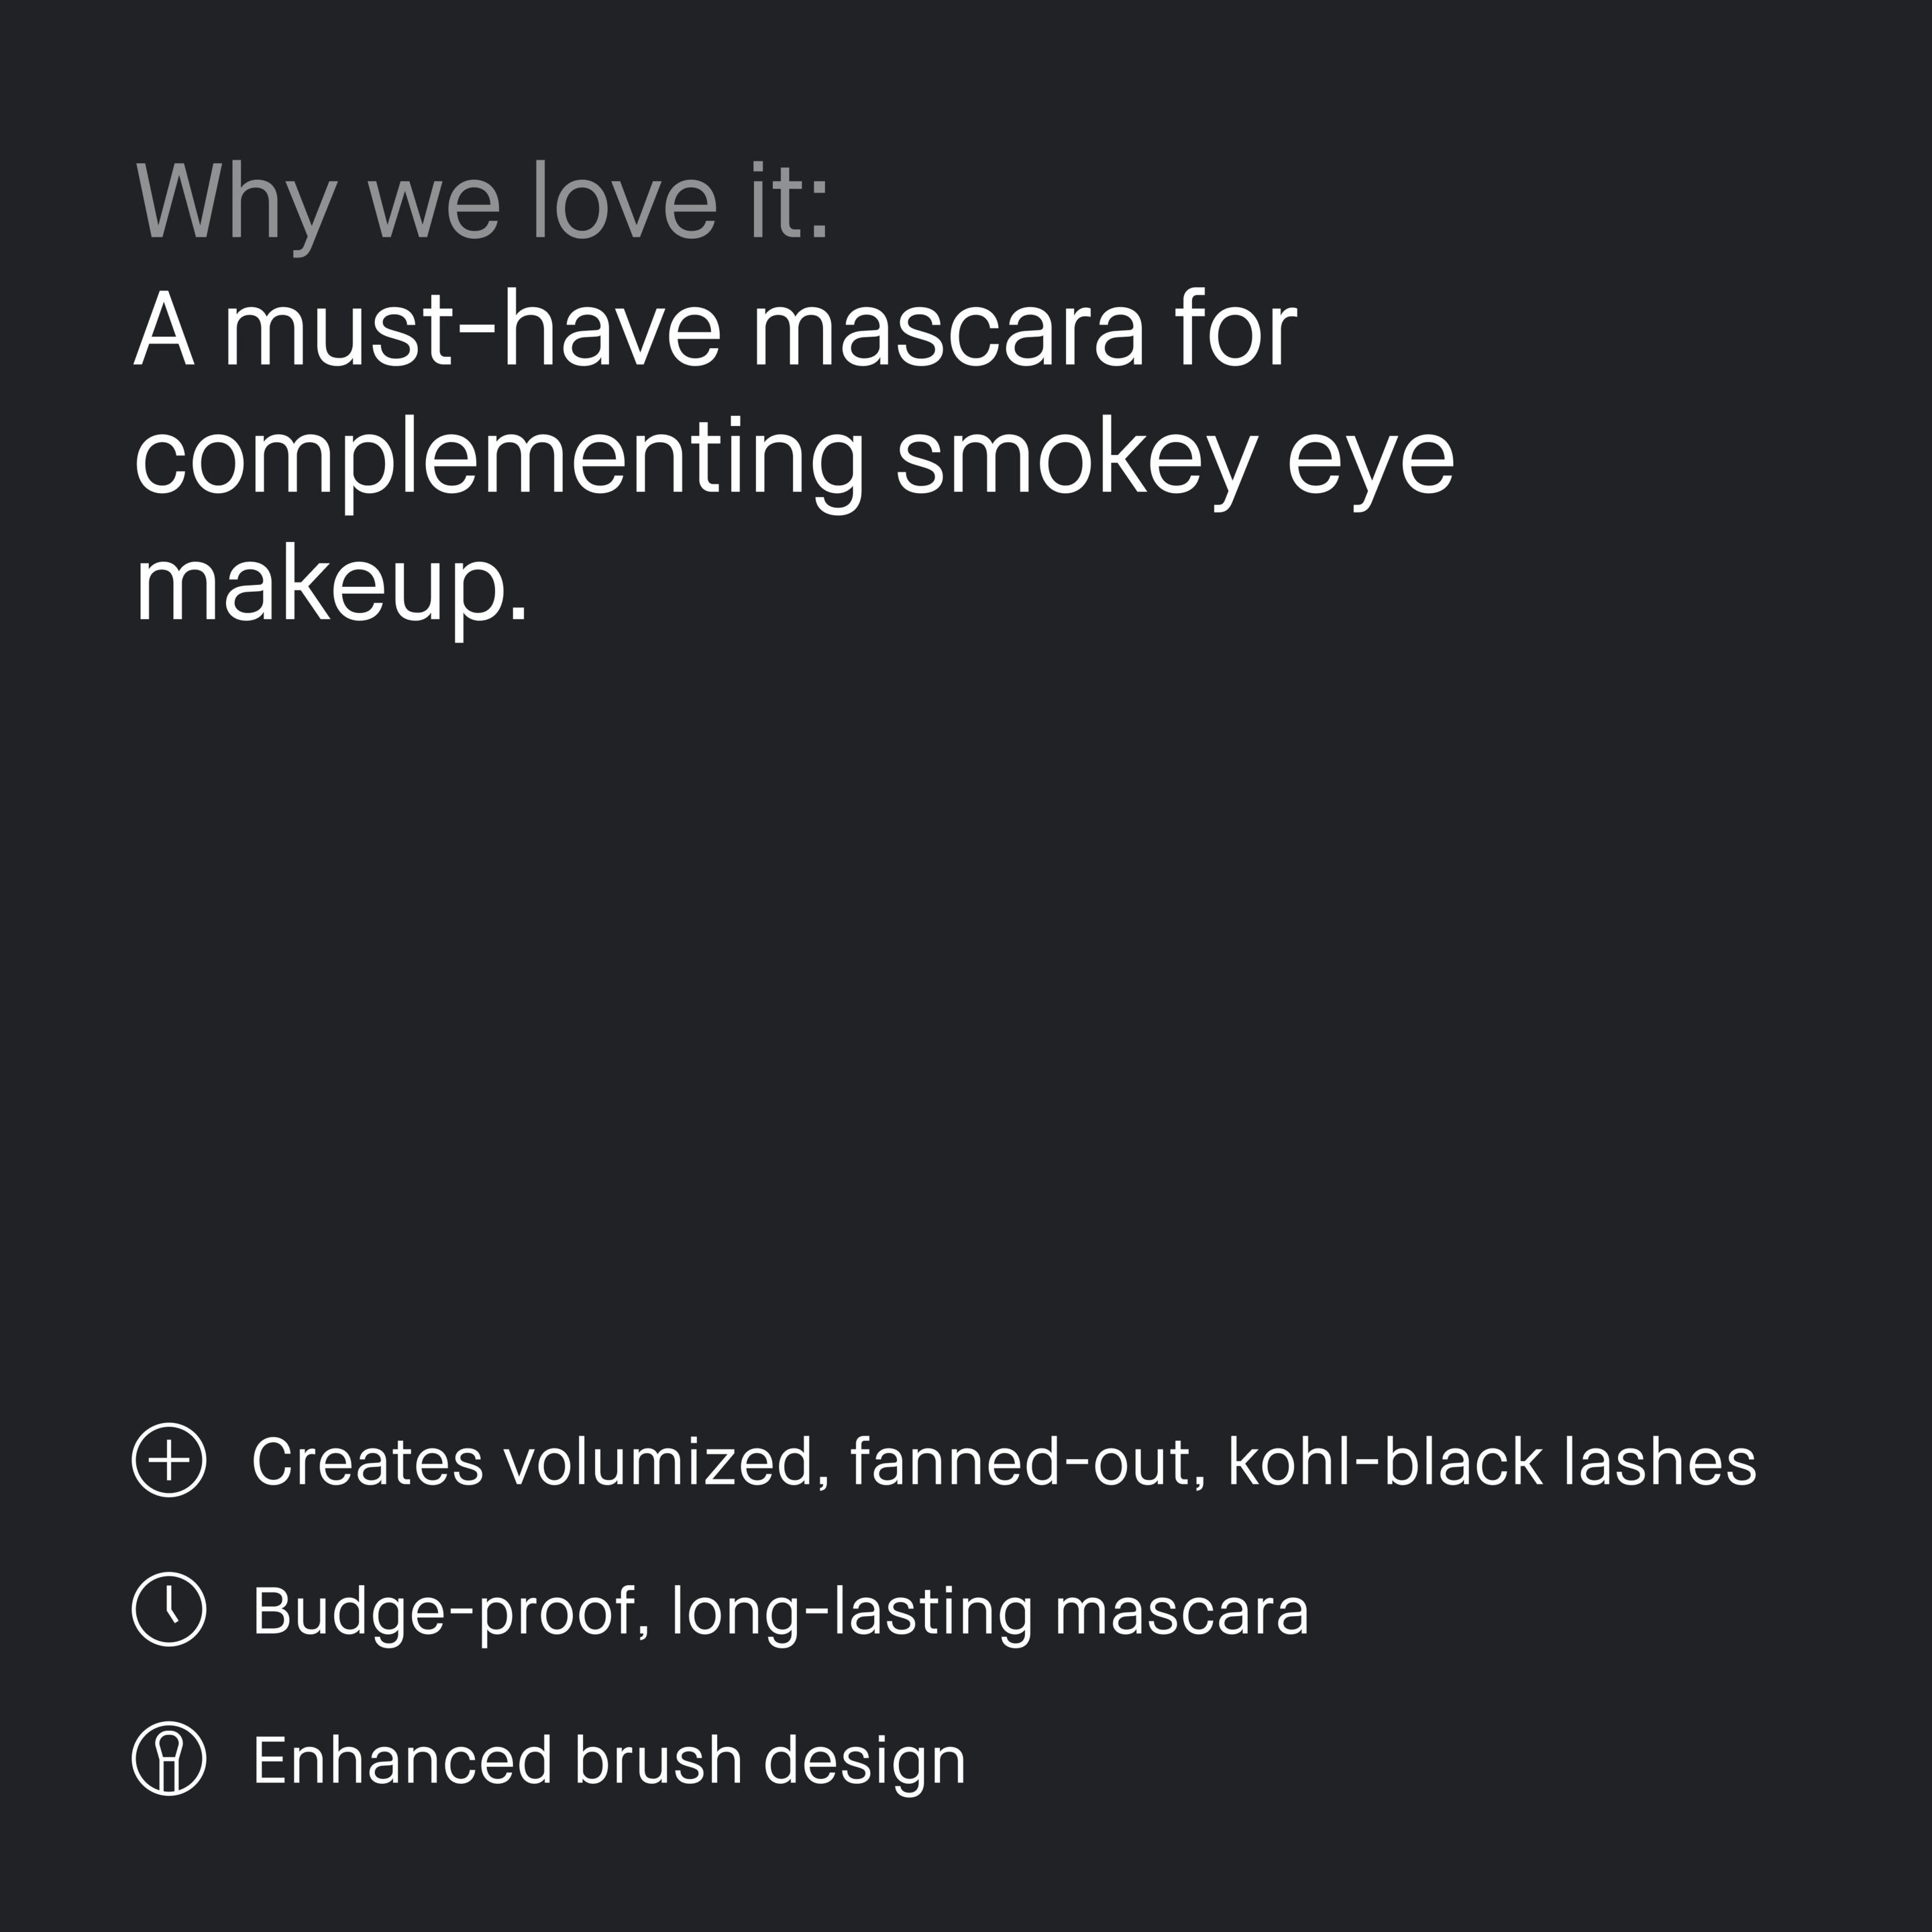 Why we love it:
A must-have mascara for
complementing smokey eye
makeup.
Creates volumized, fanned-out, kohl-black lashes
Budge-proof, long-lasting mascara
Enhanced brush design